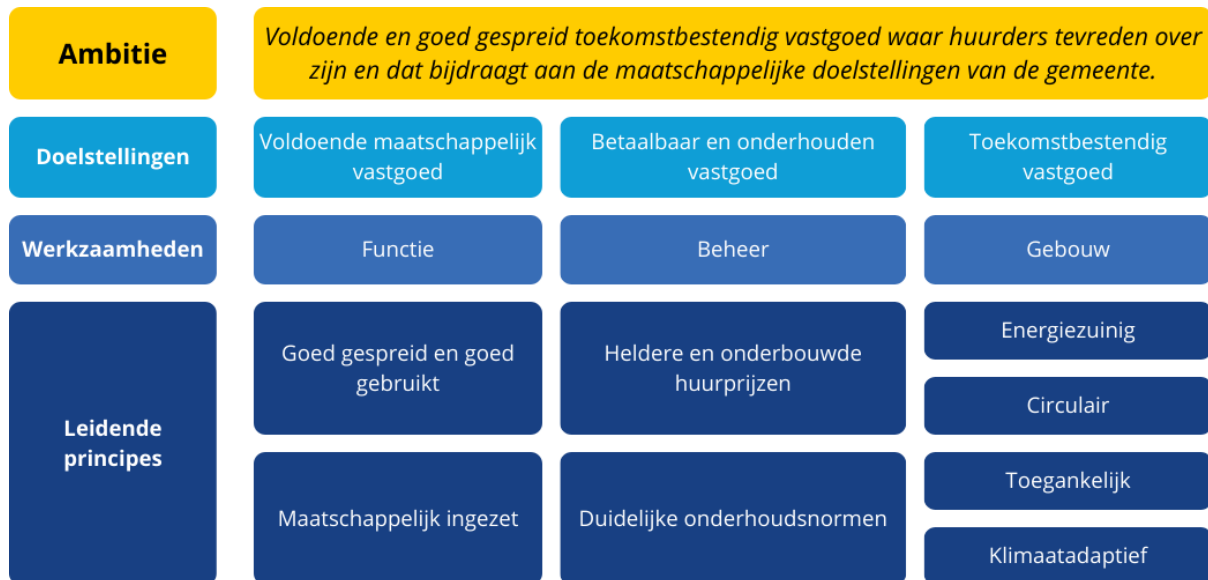 Ambitie
Voldoende en goed gespreid toekomstbestendig vastgoed waar huurders tevreden over
zijn en dat bijdraagt aan de maatschappelijke doelstellingen van de gemeente.
Doelstellingen
Voldoende maatschappelijk
vastgoed
Betaalbaar en onderhouden
vastgoed
Toekomstbestendig
vastgoed
Werkzaamheden
Functie
Beheer
Gebouw
Leidende
principes
Goed gespreid en goed
gebruikt
Heldere en onderbouwde
huurprijzen
Energiezuinig
Circulair
Maatschappelijk ingezet
Duidelijke onderhoudsnormen
Toegankelijk
Klimaatadaptief